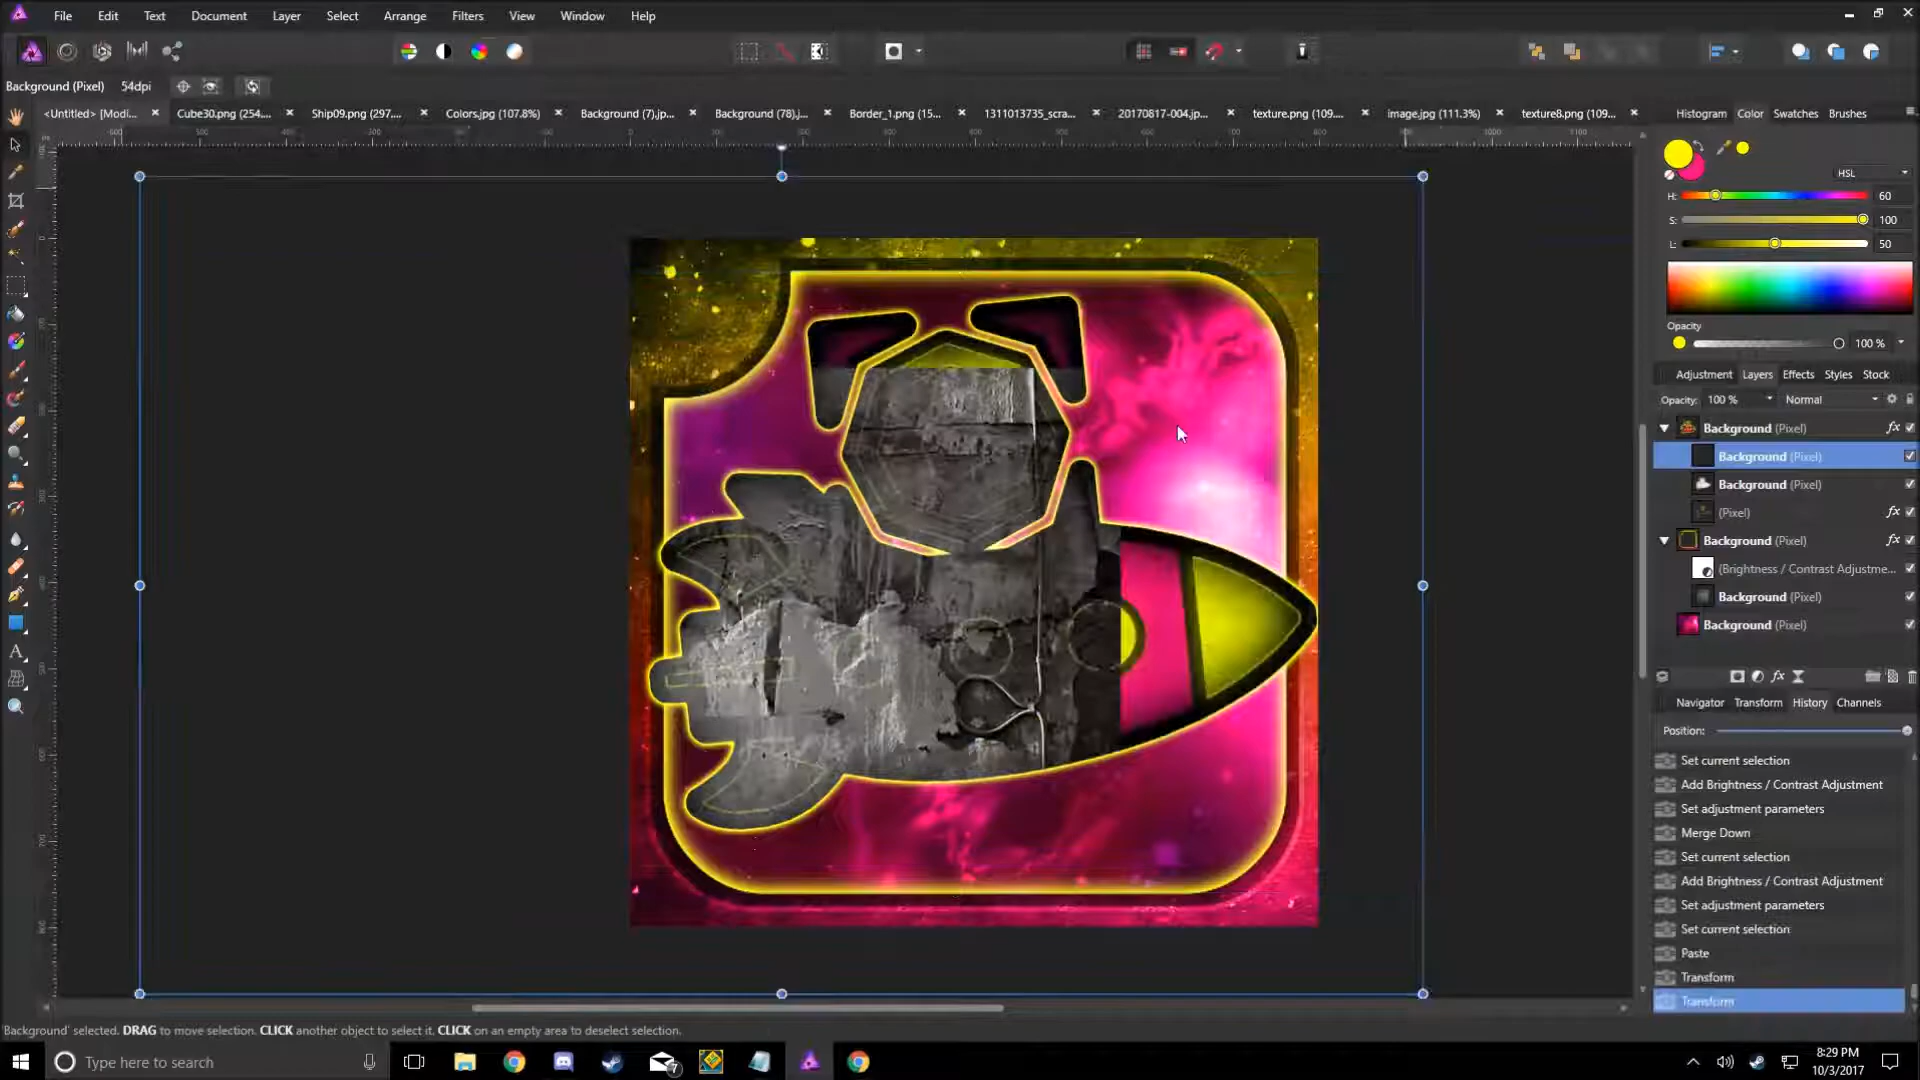 File Edit Text Document Layer Select Arrange Filters View Window Help
Background (Pixel) 54dpi
<Untitled> [Modi... Cube30.png (254.... Ship09.png (297.... Colors.jpg (107.8%) Background (7).jp... Background (78).j... Border_1.png (15... 1311013735_scra... 20170817-004.jp... texture.png (109.... image.jpg (111.3%) texture8.png (109...
Histogram Color Swatches Brushes
HSL
H: 60
S: 100
L: 50
Opacity
100 %
Adjustment Layers Effects Styles Stock
Opacity: 100 % Normal
Background (Pixel)
Background (Pixel)
Background (Pixel)
(Pixel)
Background (Pixel)
(Brightness / Contrast Adjustme...
Background (Pixel)
Background (Pixel)
Navigator Transform History Channels
Position:
Set current selection
Add Brightness / Contrast Adjustment
Set adjustment parameters
Merge Down
Set current selection
Add Brightness / Contrast Adjustment
Set adjustment parameters
Set current selection
Paste
Transform
Transform
Background' selected. DRAG to move selection. CLICK another object to select it. CLICK on an empty area to deselect selection.
Type here to search
7
8:29 PM
10/3/2017